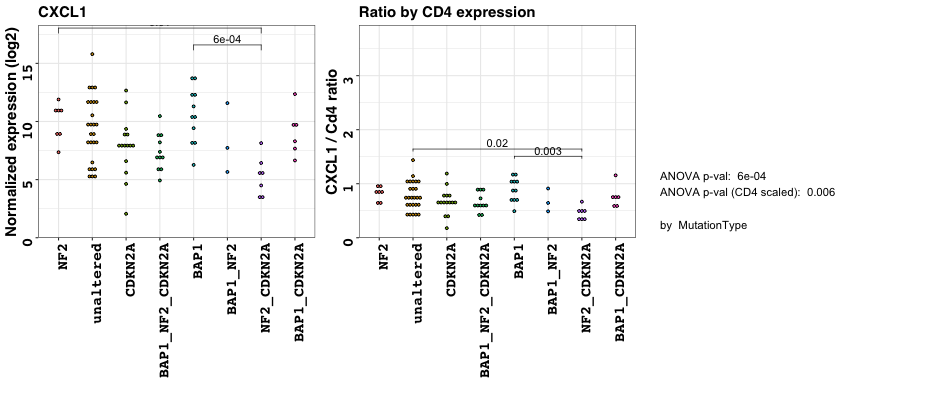 CXCL1
Normalized expression (log2)
0
5
10
15
6e-04
NF2
unaltered
CDKN2A
BAP1_NF2_CDKN2A
BAP1
BAP1_NF2
NF2_CDKN2A
BAP1_CDKN2A
Ratio by CD4 expression
CXCL1 / Cd4 ratio
0
1
2
3
0.02
0.003
NF2
unaltered
CDKN2A
BAP1_NF2_CDKN2A
BAP1
BAP1_NF2
NF2_CDKN2A
BAP1_CDKN2A
ANOVA p-val: 6e-04
ANOVA p-val (CD4 scaled): 0.006
by MutationType